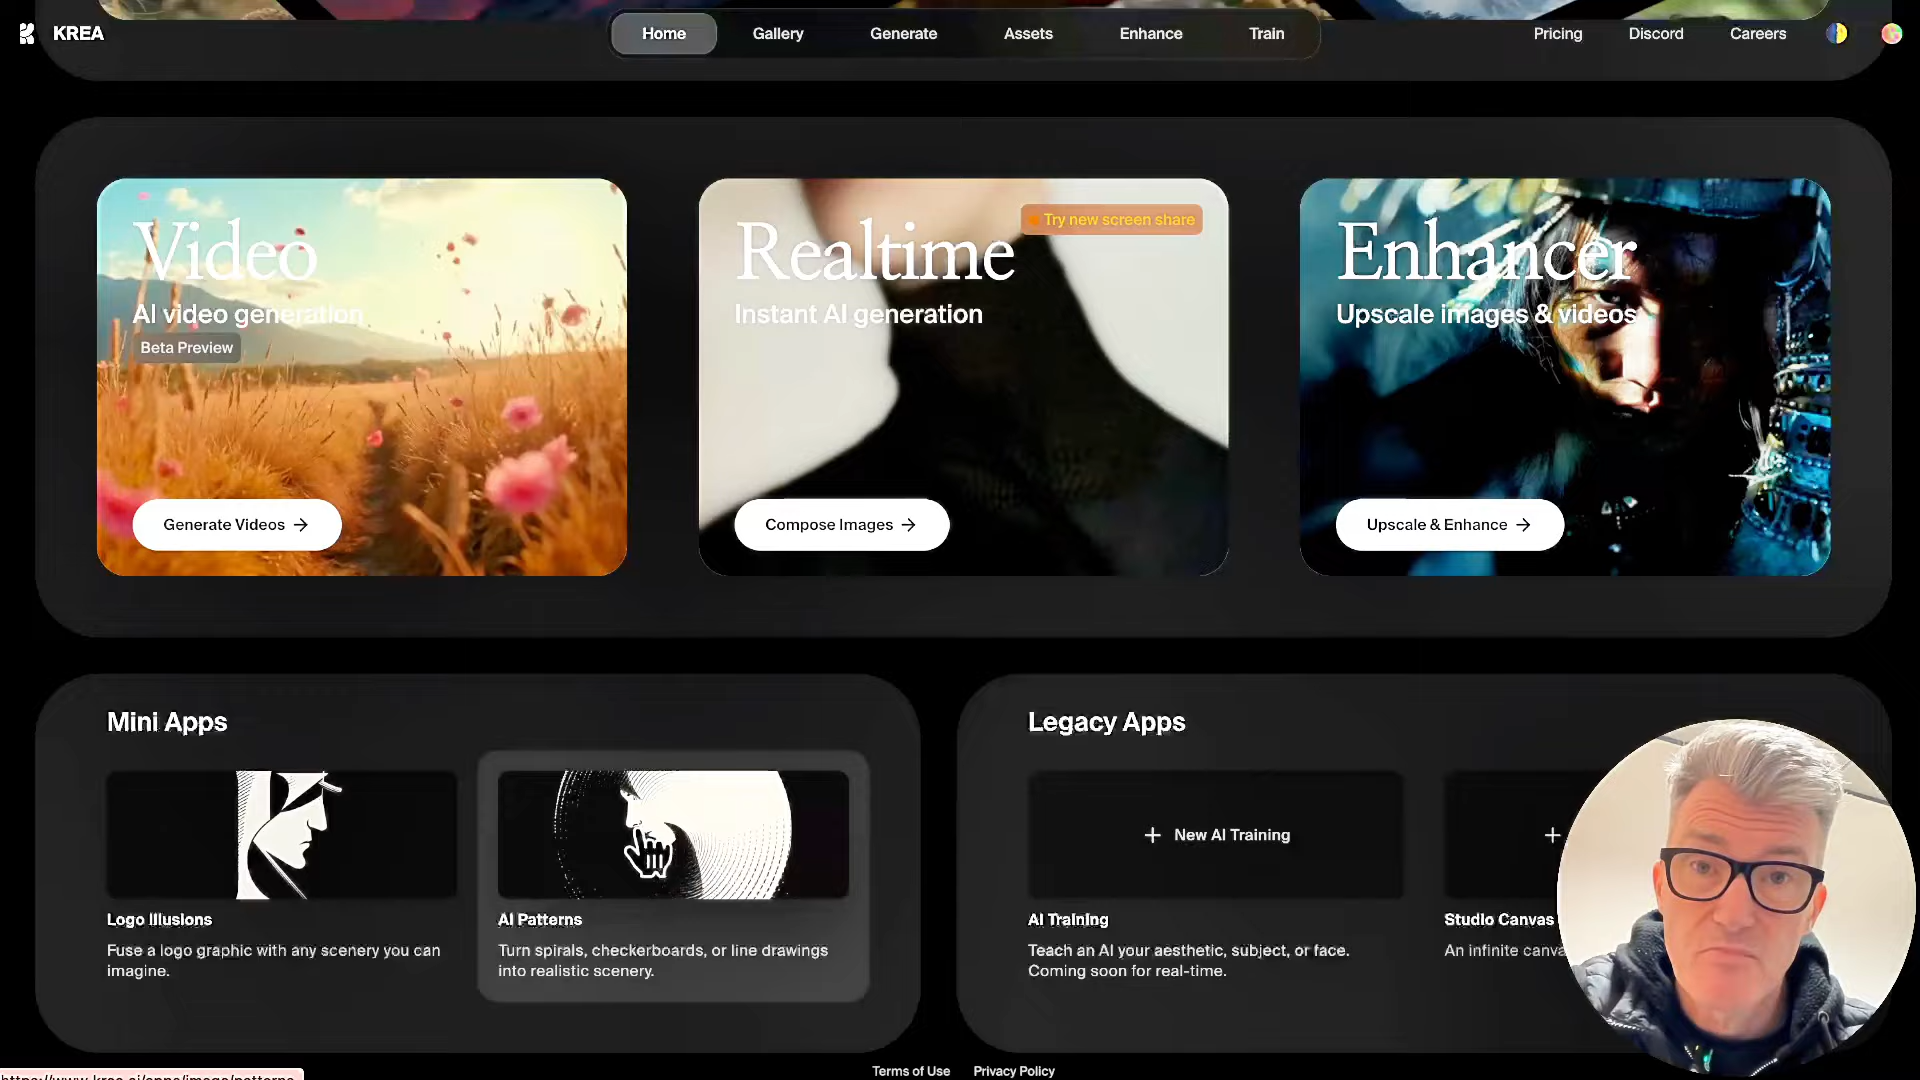 KREA
Home
Gallery
Generate
Assets
Enhance
Train
Pricing
Discord
Careers
Video
AI video generation
Beta Preview
Generate Videos →
Try new screen share
Realtime
Instant AI generation
Compose Images →
Enhancer
Upscale images & videos
Upscale & Enhance →
Mini Apps
Logo Illusions
Fuse a logo graphic with any scenery you can
imagine.
AI Patterns
Turn spirals, checkerboards, or line drawings
into realistic scenery.
Legacy Apps
+ New AI Training
AI Training
Teach an AI your aesthetic, subject, or face.
Coming soon for real-time.
+
Studio Canvas
An infinite canva
Terms of Use
Privacy Policy